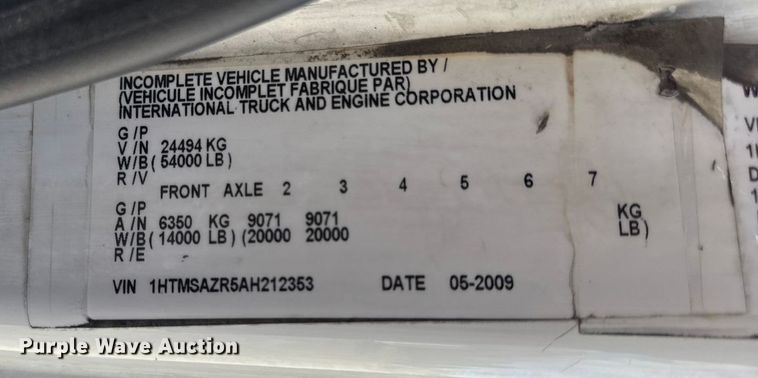 INCOMPLETE VEHICLE MANUFACTURED BY /
(VEHICULE INCOMPLET FABRIQUE PAR)
INTERNATIONAL TRUCK AND ENGINE CORPORATION
G/P
V/N 24494 KG
W/B ( 54000 LB )
R/V
FRONT AXLE 2 3 4 5 6 7
G/P
A/N 6350 KG 9071 9071 KG
W/B ( 14000 LB ) (20000 20000 LB )
R/E
VIN 1HTMSAZR5AH212353 DATE 05-2009
Purple Wave Auction